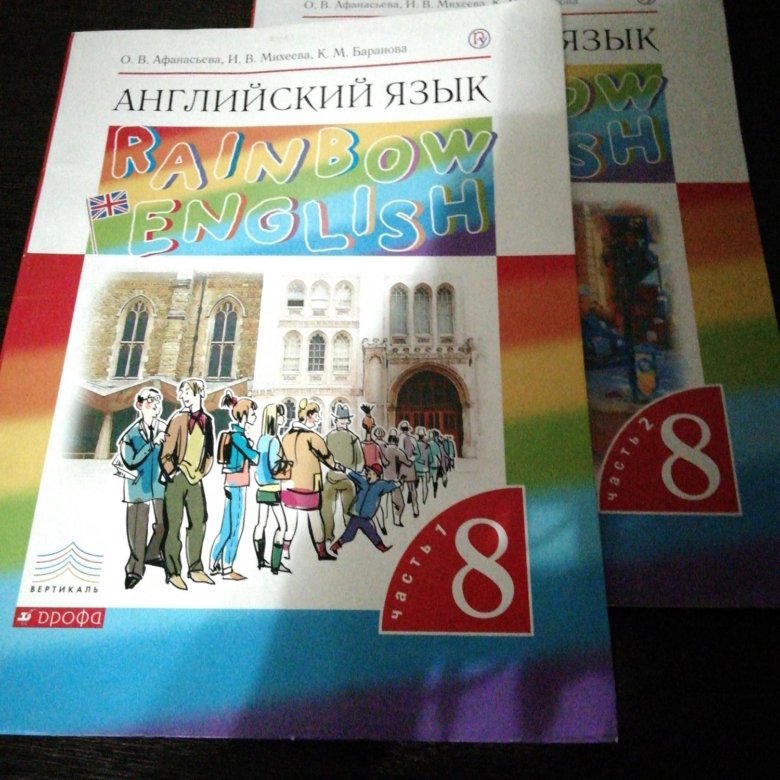 О. В. Афанасьева, И. В. Михеева, К. М. Баранова
АНГЛИЙСКИЙ ЯЗЫК
RAINBOW
ENGLISH
часть 1
8
ВЕРТИКАЛЬ
дрофа
О. В. Афанасьева, И. В. Михеева, К.
ЯЗЫК
OW
SH
часть 2
8